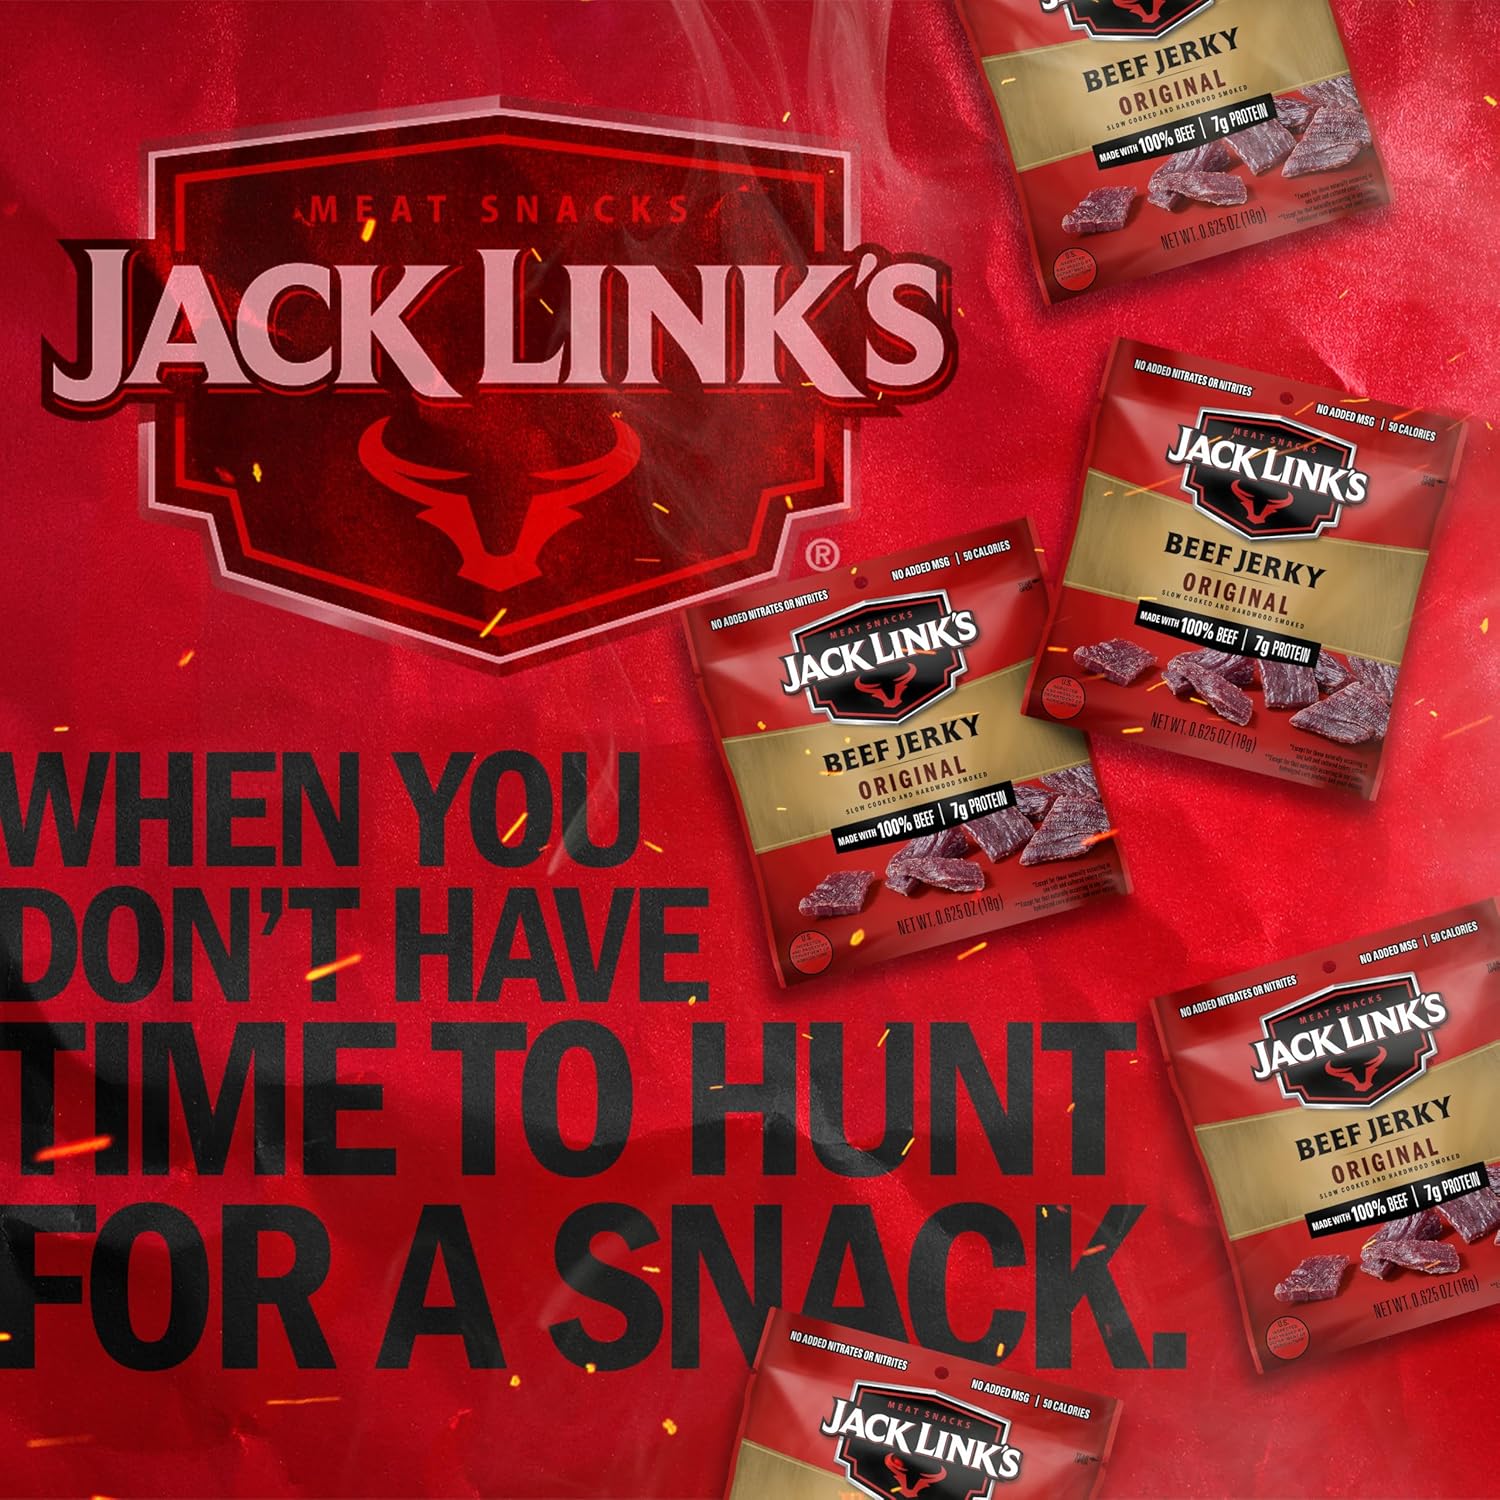 BEEF JERKY
ORIGINAL
SLOW COOKED AND HARDWOOD SMOKED
MADE WITH 100% BEEF | 7g PROTEIN
NET WT. 0.625 OZ (18g)
MEAT SNACKS
JACK LINK'S
®
NO ADDED NITRATES OR NITRITES
NO ADDED MSG | 50 CALORIES
MEAT SNACKS
JACK LINK'S
BEEF JERKY
ORIGINAL
SLOW COOKED AND HARDWOOD SMOKED
MADE WITH 100% BEEF | 7g PROTEIN
NET WT. 0.625 OZ (18g)
NO ADDED NITRATES OR NITRITES
NO ADDED MSG | 50 CALORIES
MEAT SNACKS
JACK LINK'S
BEEF JERKY
ORIGINAL
SLOW COOKED AND HARDWOOD SMOKED
MADE WITH 100% BEEF | 7g PROTEIN
NET WT. 0.625 OZ (18g)
WHEN YOU
DON'T HAVE
TIME TO HUNT
FOR A SNACK.
NO ADDED NITRATES OR NITRITES
NO ADDED MSG | 50 CALORIES
MEAT SNACKS
JACK LINK'S
BEEF JERKY
ORIGINAL
SLOW COOKED AND HARDWOOD SMOKED
MADE WITH 100% BEEF | 7g PROTEIN
NET WT. 0.625 OZ (18g)
NO ADDED NITRATES OR NITRITES
NO ADDED MSG | 50 CALORIES
MEAT SNACKS
JACK LINK'S